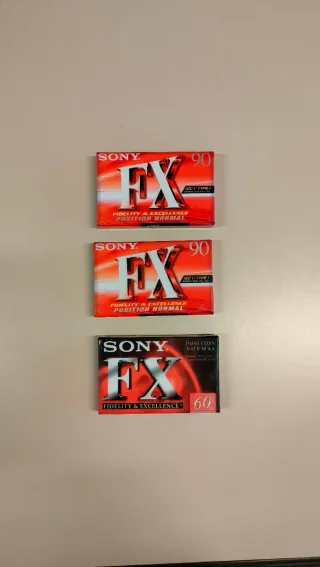 SONY
FX 90
IEC I / TYPE I
FIDELITY & EXCELLENCE
POSITION NORMAL
SONY
FX 90
IEC I / TYPE I
FIDELITY & EXCELLENCE
POSITION NORMAL
SONY
POSITION
NORMAL
FX
FIDELITY & EXCELLENCE
60